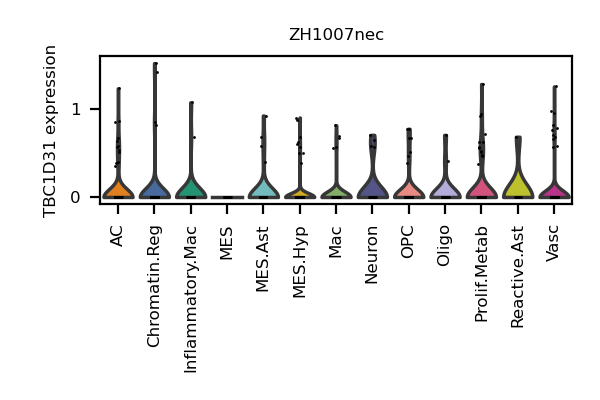 ZH1007nec
TBC1D31 expression
1
0
AC
Chromatin.Reg
Inflammatory.Mac
MES
MES.Ast
MES.Hyp
Mac
Neuron
OPC
Oligo
Prolif.Metab
Reactive.Ast
Vasc